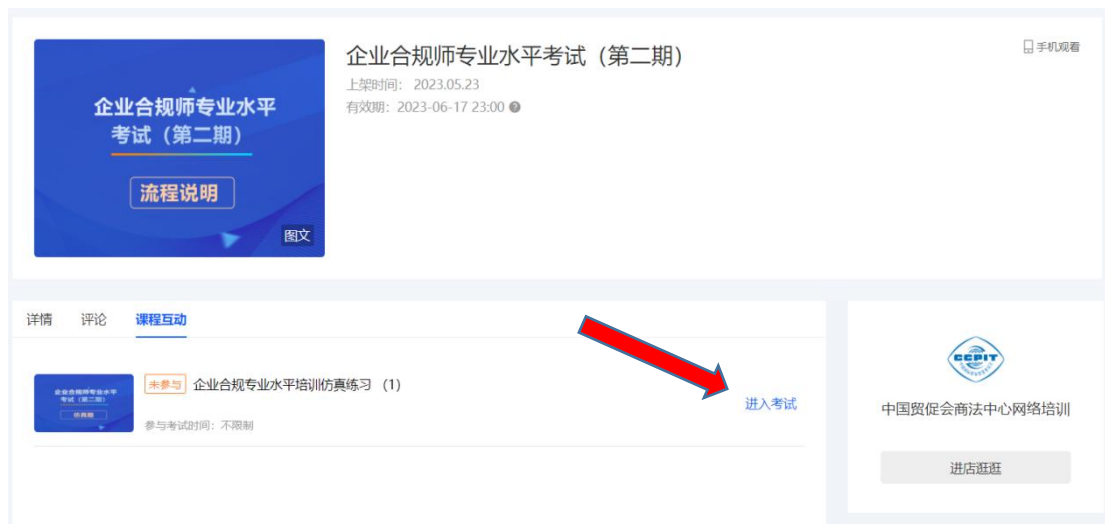 企业合规师专业水平
考试（第二期）
流程说明
图文
企业合规师专业水平考试（第二期）
上架时间： 2023.05.23
有效期：2023-06-17 23:00
手机观看
详情 评论 课程互动
企业合规师专业水平
考试（第二期）
仿真题
未参与 企业合规专业水平培训仿真练习 （1）
参与考试时间：不限制
进入考试
CCPIT
中国贸促会商法中心网络培训
进店逛逛